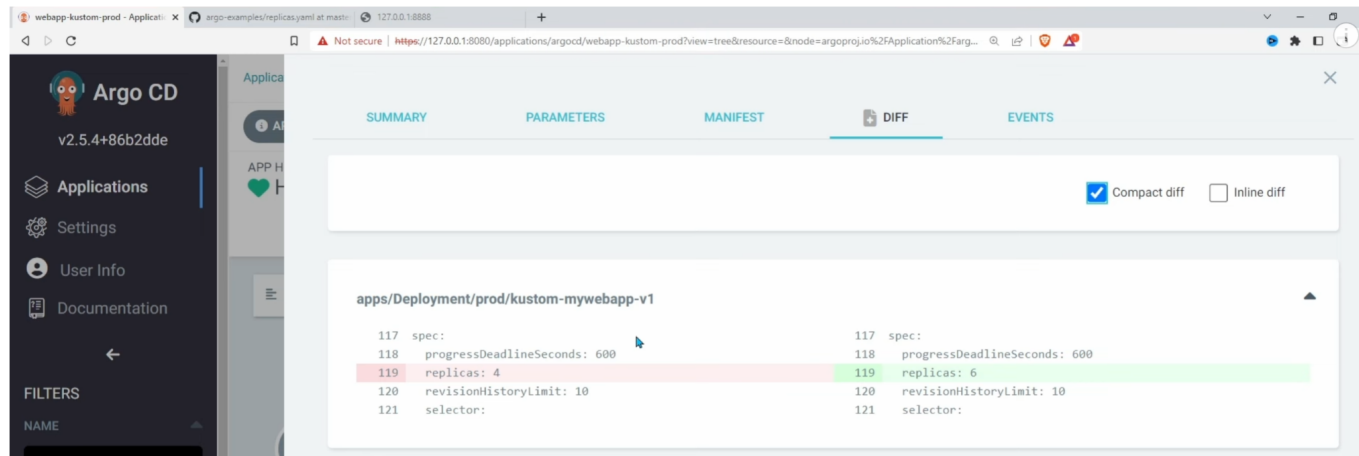 webapp-kustom-prod - Applicati
argo-examples/replicas.yaml at maste
127.0.0.1:8888
Not secure | https://127.0.0.1:8080/applications/argocd/webapp-kustom-prod?view=tree&resource=&node=argoproj.io%2FApplication%2Farg...
Argo CD
v2.5.4+86b2dde
Applications
Settings
User Info
Documentation
FILTERS
NAME
Applica
AP
APP H
H
SUMMARY
PARAMETERS
MANIFEST
DIFF
EVENTS
Compact diff
Inline diff
apps/Deployment/prod/kustom-mywebapp-v1
117 spec:
118 progressDeadlineSeconds: 600
119 replicas: 4
120 revisionHistoryLimit: 10
121 selector:
117 spec:
118 progressDeadlineSeconds: 600
119 replicas: 6
120 revisionHistoryLimit: 10
121 selector: